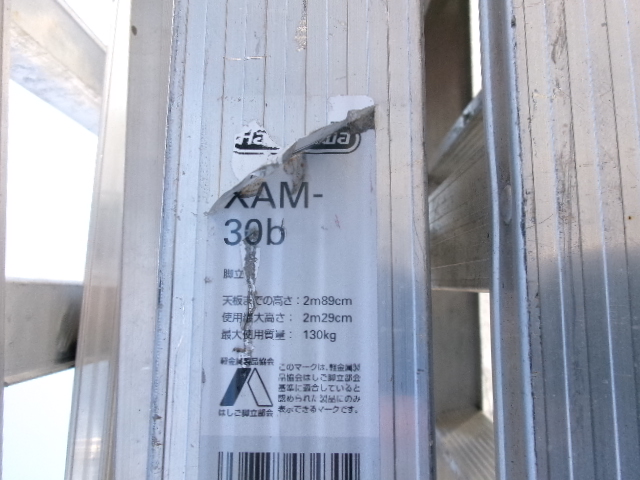 XAM-
30b
脚立
天板までの高さ：2m89cm
使用最大高さ：2m29cm
最大使用質量：130kg
軽金属製品協会
はしご脚立部会
このマークは、軽金属製
品協会はしご脚立部会
基準に適合していると
認められた製品にのみ
表示できるマークです。